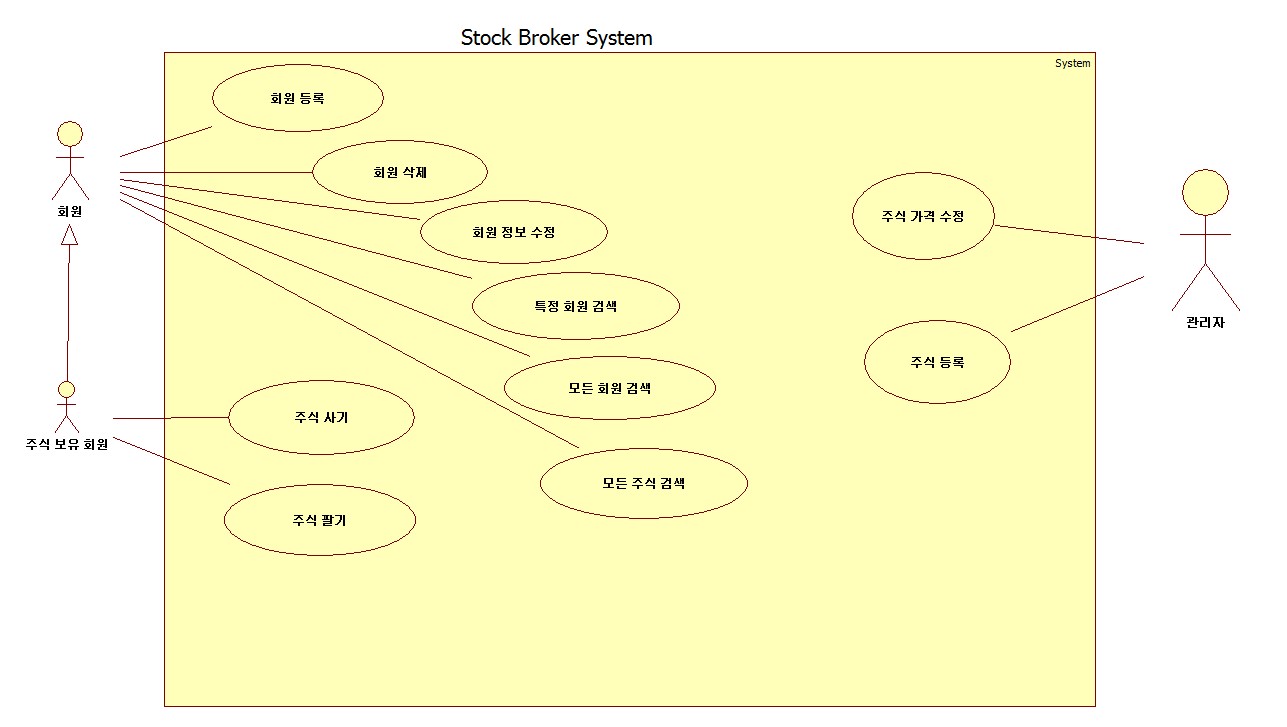 Stock Broker System
System
회원 등록
회원 삭제
회원 정보 수정
특정 회원 검색
모든 회원 검색
모든 주식 검색
주식 사기
주식 팔기
주식 가격 수정
주식 등록
회원
주식 보유 회원
관리자